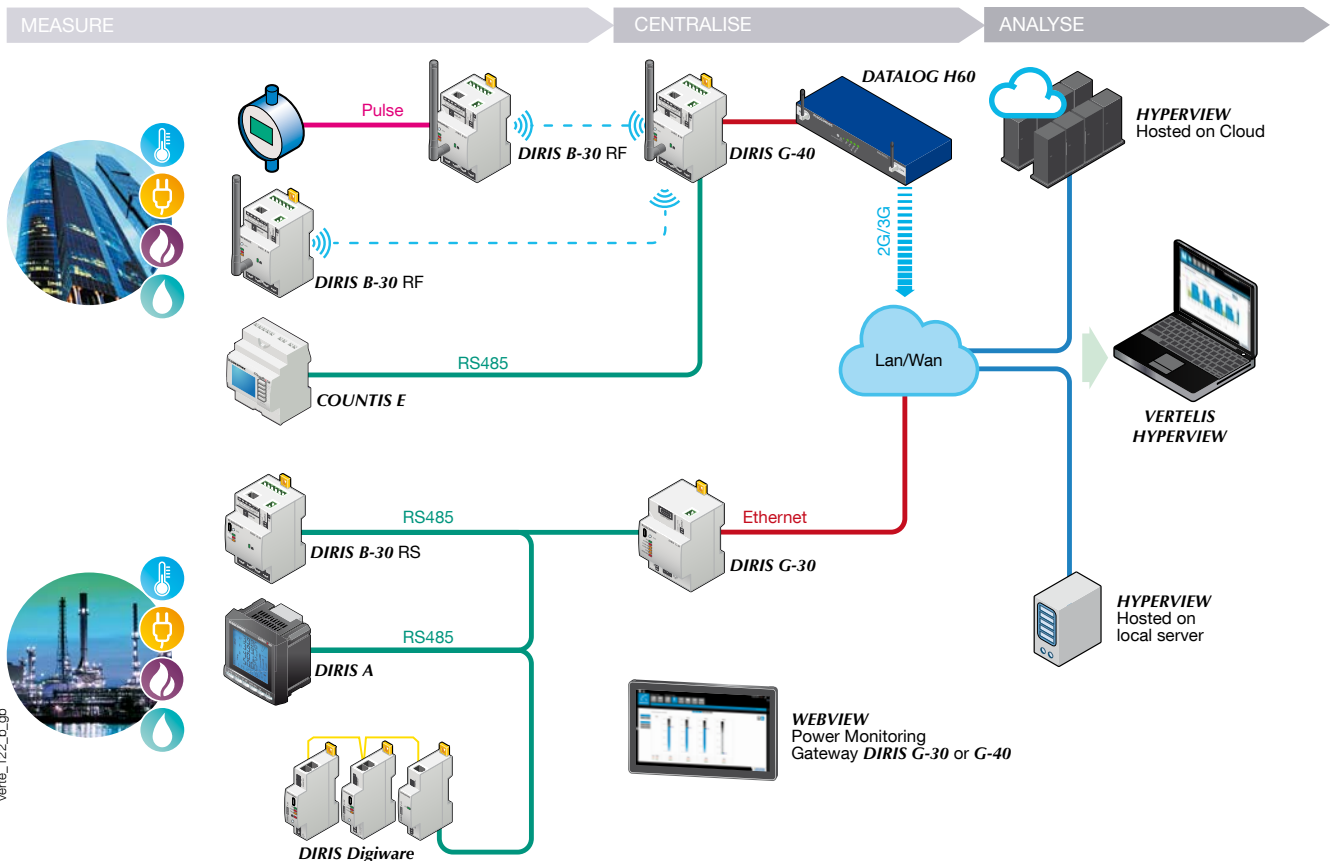 MEASURE
CENTRALISE
ANALYSE
DATALOG H60
HYPERVIEW
Hosted on Cloud
Pulse
DIRIS B-30 RF
DIRIS G-40
2G/3G
DIRIS B-30 RF
Lan/Wan
RS485
COUNTIS E
VERTELIS
HYPERVIEW
RS485
Ethernet
DIRIS B-30 RS
DIRIS G-30
HYPERVIEW
Hosted on
local server
RS485
DIRIS A
WEBVIEW
Power Monitoring
Gateway DIRIS G-30 or G-40
verte_122_b_gb
DIRIS Digiware